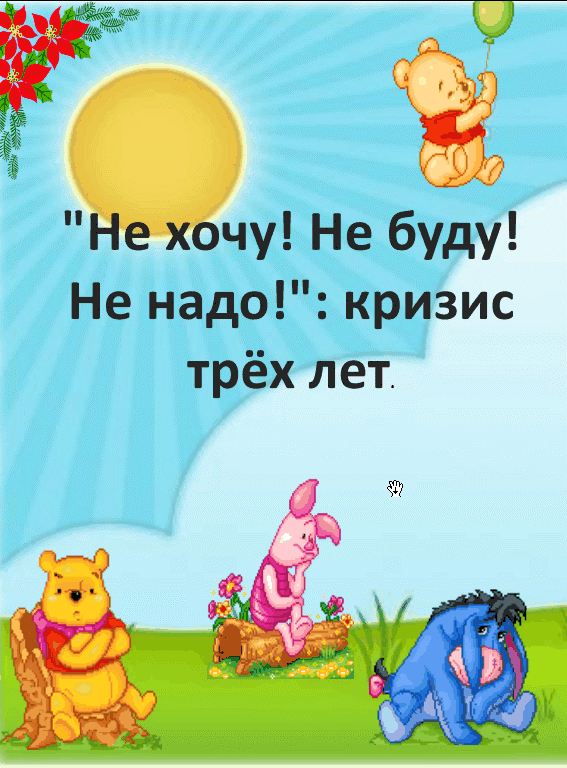 "Не хочу! Не буду!
Не надо!": кризис
трёх лет.